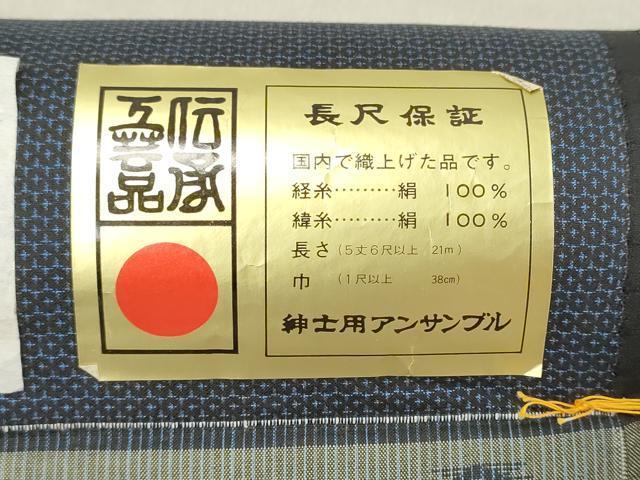 伝承
工芸品
長尺保証
国内で織上げた品です。
経糸………絹 100%
緯糸………絹 100%
長さ(5丈6尺以上 21m)
巾 (1尺以上 38cm)
紳士用アンサンブル